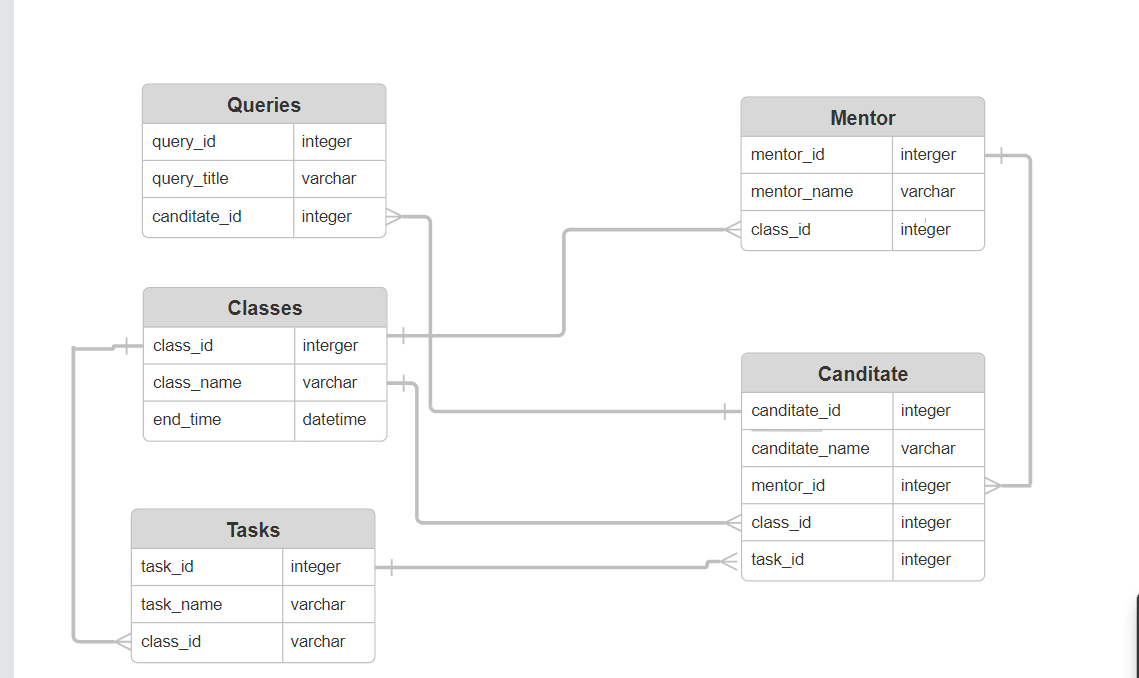 Queries
query_id integer
query_title varchar
canditate_id integer
Mentor
mentor_id interger
mentor_name varchar
class_id integer
Classes
class_id interger
class_name varchar
end_time datetime
Canditate
canditate_id integer
canditate_name varchar
mentor_id integer
class_id integer
task_id integer
Tasks
task_id integer
task_name varchar
class_id varchar